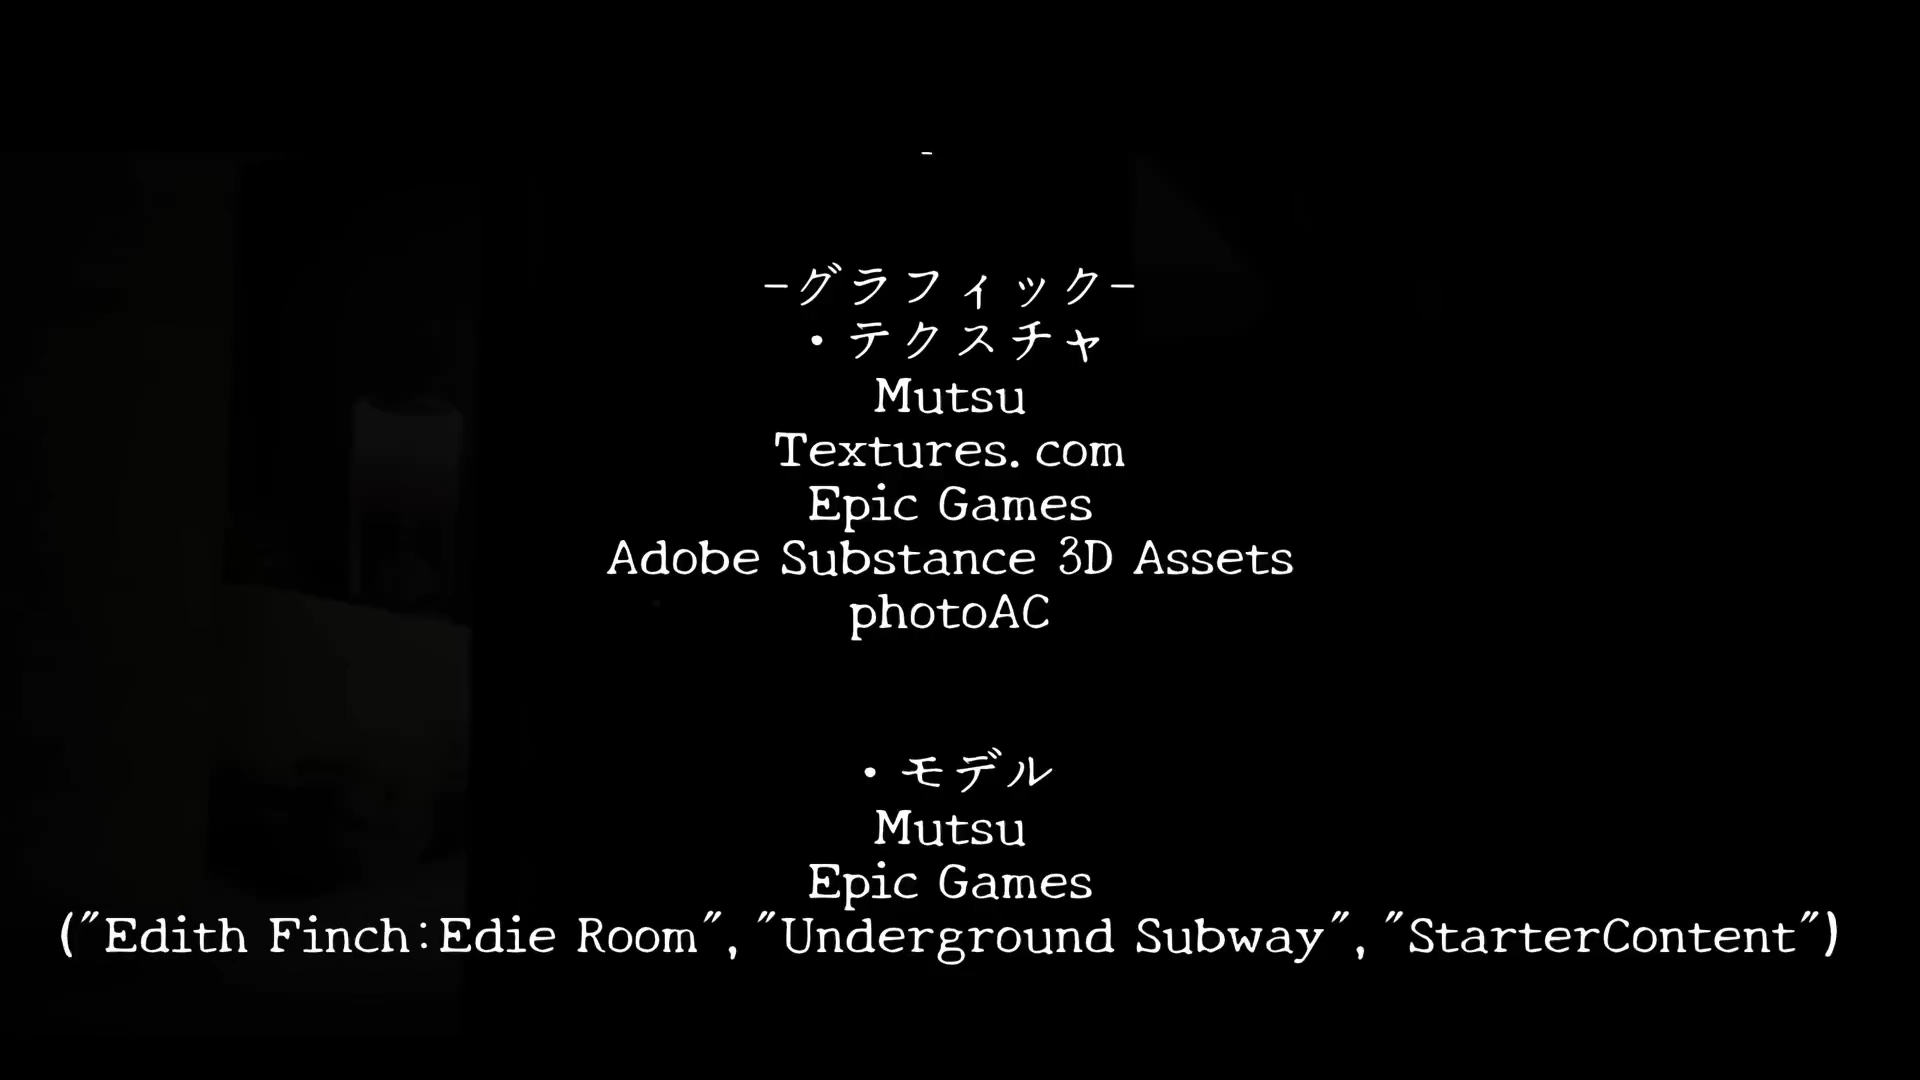 -グラフィック-
・テクスチャ
Mutsu
Textures.com
Epic Games
Adobe Substance 3D Assets
photoAC
・モデル
Mutsu
Epic Games
("Edith Finch:Edie Room", "Underground Subway", "StarterContent")